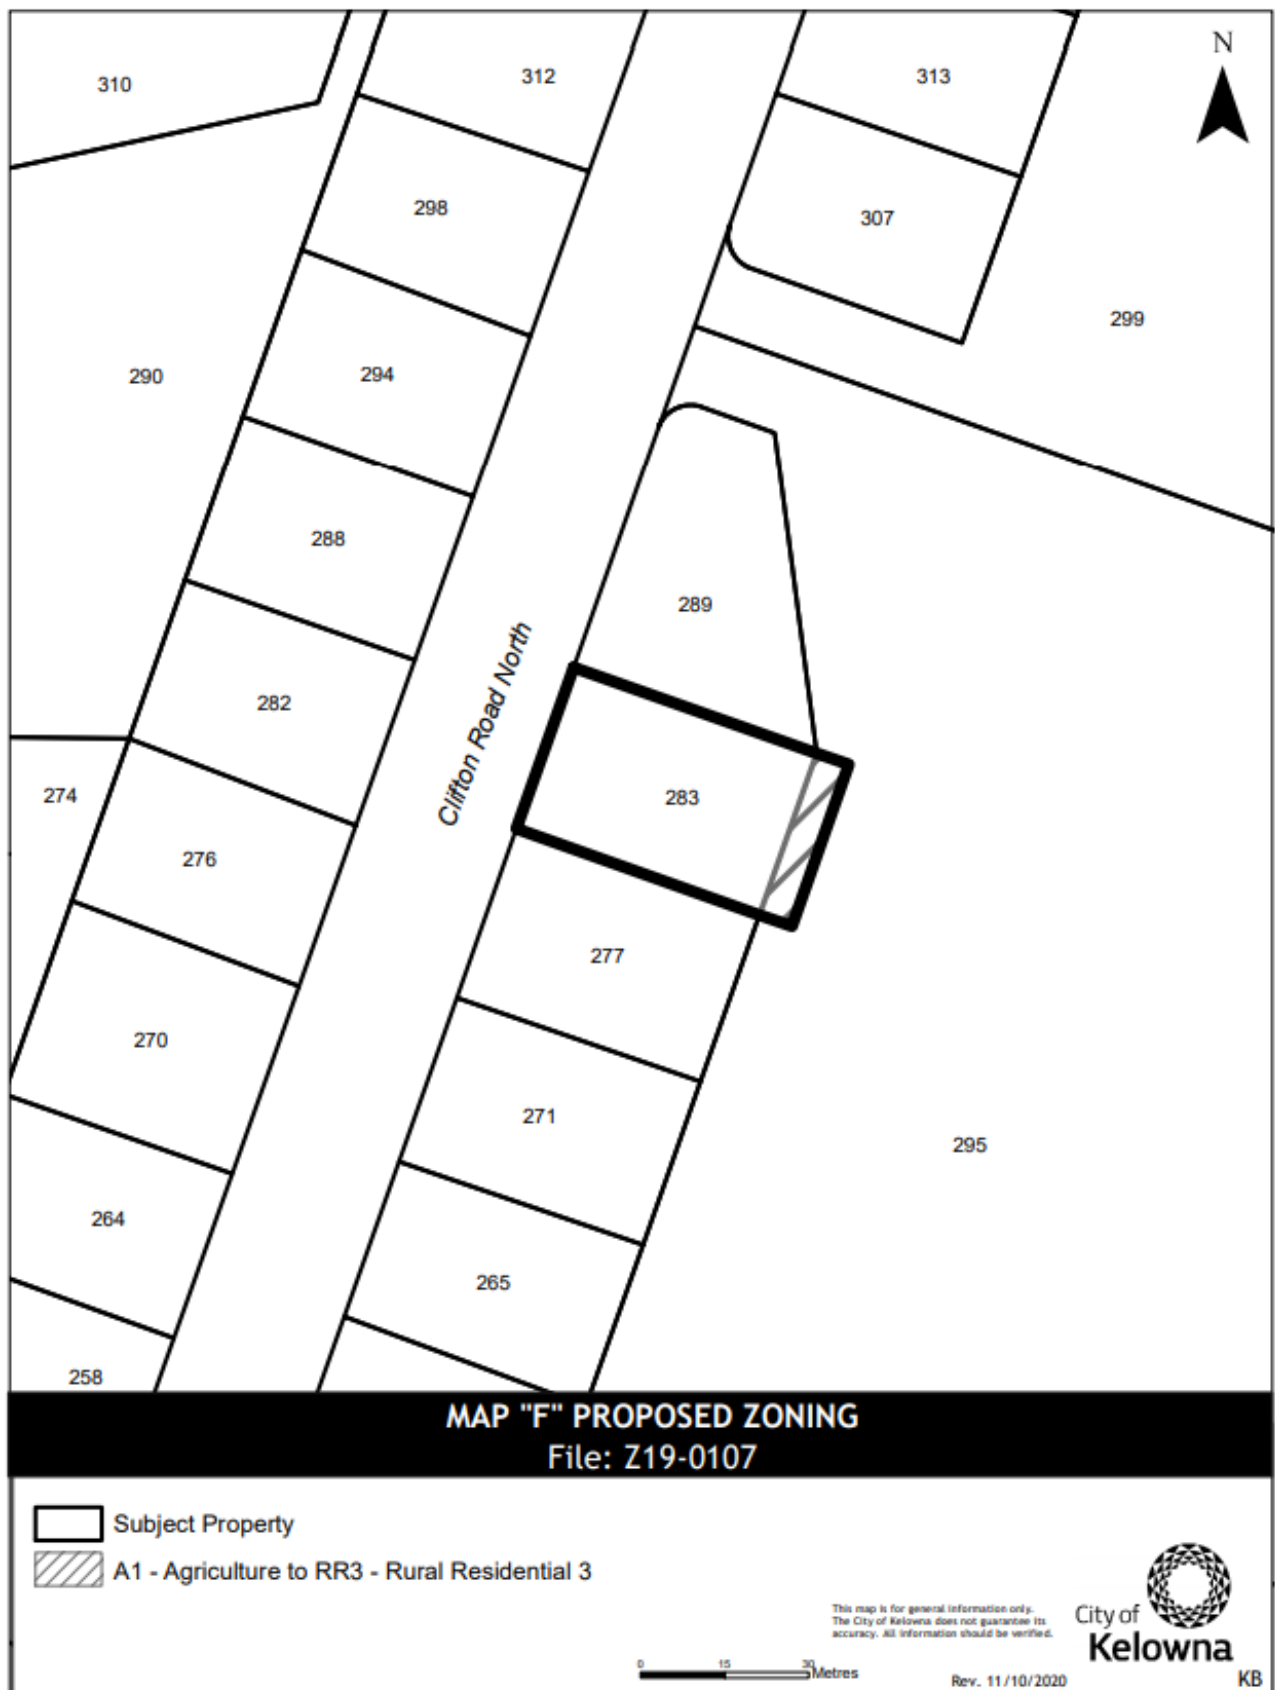 N
310
312
313
298
307
299
290
294
288
289
282
Clifton Road North
274
283
276
277
270
271
295
264
265
258
MAP "F" PROPOSED ZONING
File: Z19-0107
Subject Property
A1 - Agriculture to RR3 - Rural Residential 3
This map is for general information only.
The City of Kelowna does not guarantee its
accuracy. All information should be verified.
City of
Kelowna
0 15 30 Metres
Rev. 11/10/2020
KB